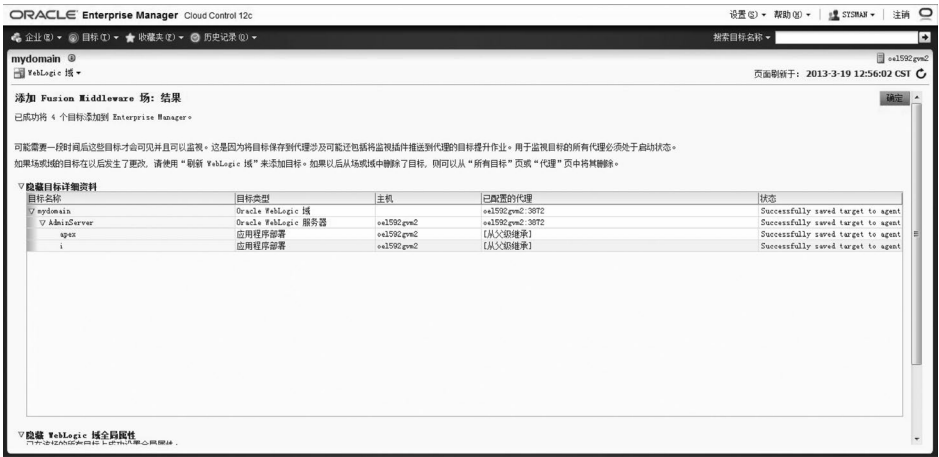 ORACLE Enterprise Manager Cloud Control 12c
设置(S) 帮助(H) SYSMAN 注销
企业(E) 目标(T) 收藏夹(F) 历史记录(O) 搜索目标名称
mydomain oel592gvm2
WebLogic 域 页面刷新于: 2013-3-19 12:56:02 CST
添加 Fusion Middleware 场: 结果 确定
已成功将 4 个目标添加到 Enterprise Manager。
可能需要一段时间后这些目标才会可见并且可以监视。这是因为将目标保存到代理涉及可能还包括将监视插件推送到代理的目标提升作业。用于监视目标的所有代理必须处于启动状态。
如果场或域的目标在以后发生了更改, 请使用“刷新 WebLogic 域”来添加目标。如果以后从场或域中删除了目标, 则可以从“所有目标”页或“代理”页中将其删除。
隐藏目标详细资料
目标名称 目标类型 主机 已配置的代理 状态
mydomain Oracle WebLogic 域 oel592gvm2:3872 Successfully saved target to agent
AdminServer Oracle WebLogic 服务器 oel592gvm2 oel592gvm2:3872 Successfully saved target to agent
apex 应用程序部署 oel592gvm2 [从父级继承] Successfully saved target to agent
i 应用程序部署 oel592gvm2 [从父级继承] Successfully saved target to agent
隐藏 WebLogic 域全局属性